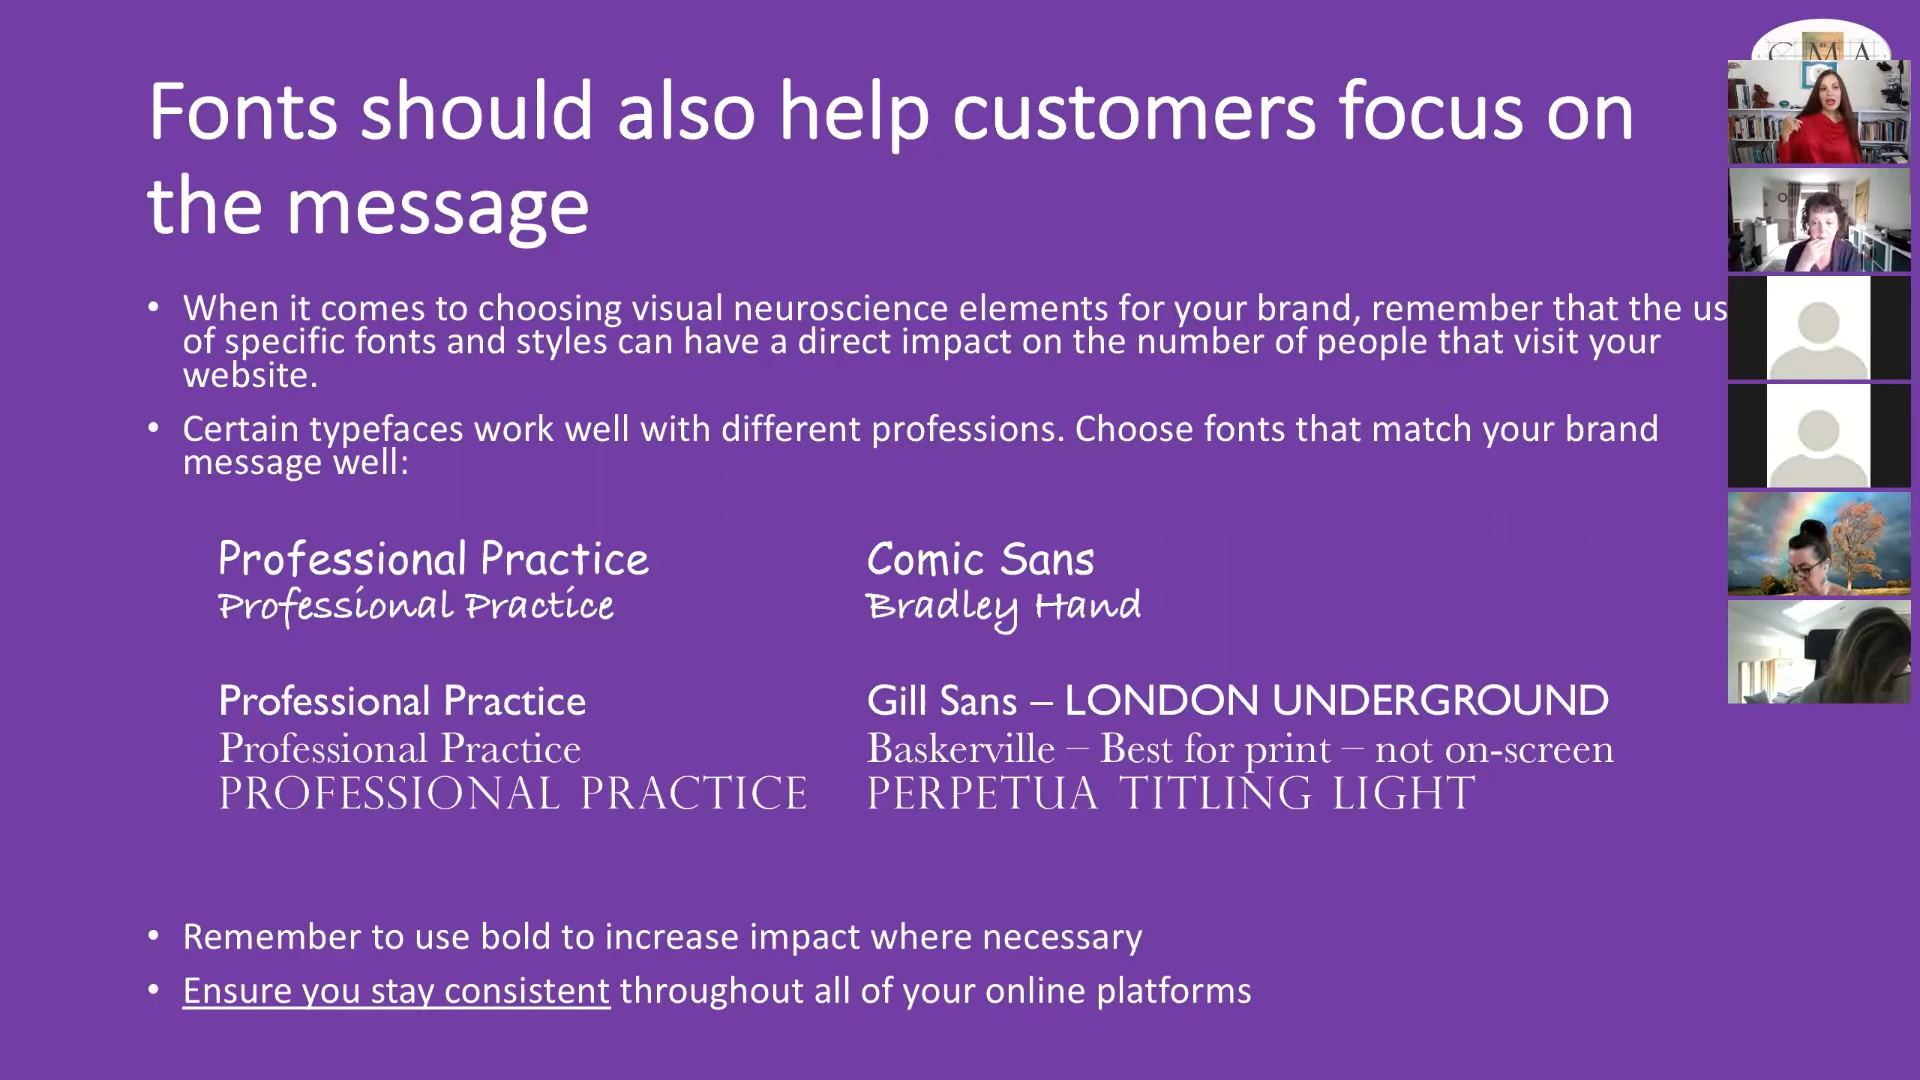 CMA
Fonts should also help customers focus on
the message
• When it comes to choosing visual neuroscience elements for your brand, remember that the us
of specific fonts and styles can have a direct impact on the number of people that visit your
website.
• Certain typefaces work well with different professions. Choose fonts that match your brand
message well:
Professional Practice Comic Sans
Professional Practice Bradley Hand
Professional Practice Gill Sans – LONDON UNDERGROUND
Professional Practice Baskerville – Best for print – not on-screen
PROFESSIONAL PRACTICE PERPETUA TITLING LIGHT
• Remember to use bold to increase impact where necessary
• Ensure you stay consistent throughout all of your online platforms